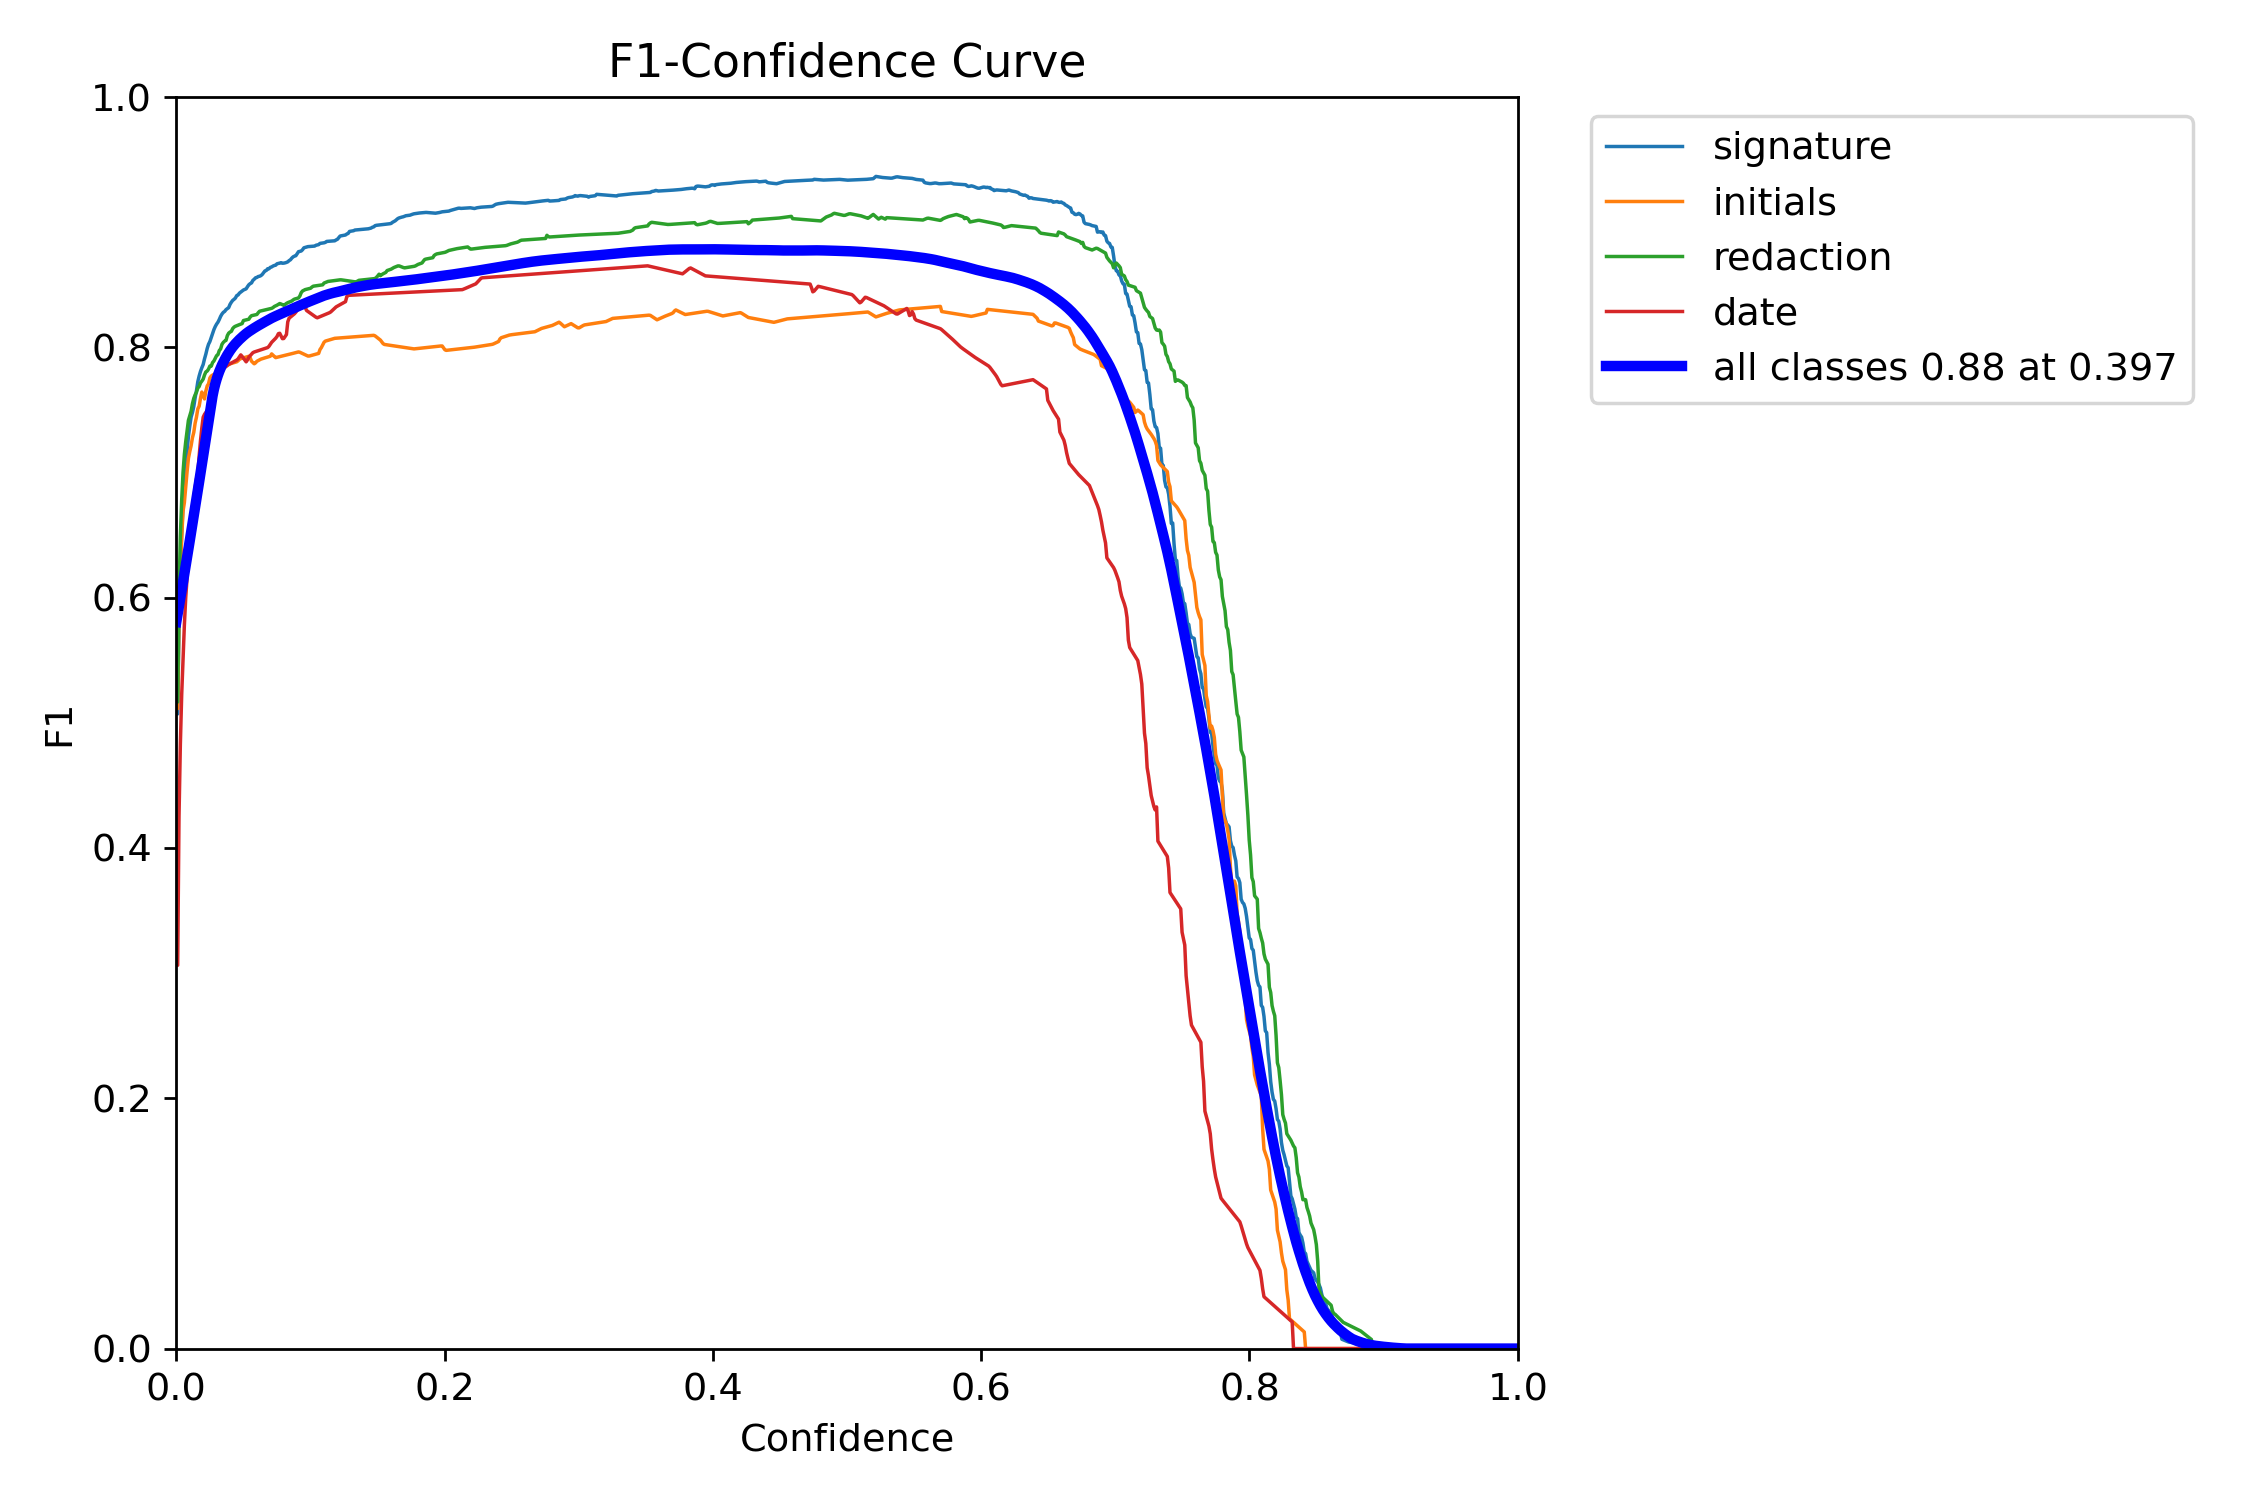 F1-Confidence Curve
signature
initials
redaction
date
all classes 0.88 at 0.397
1.0
0.8
0.6
0.4
0.2
0.0
F1
0.0 0.2 0.4 0.6 0.8 1.0
Confidence